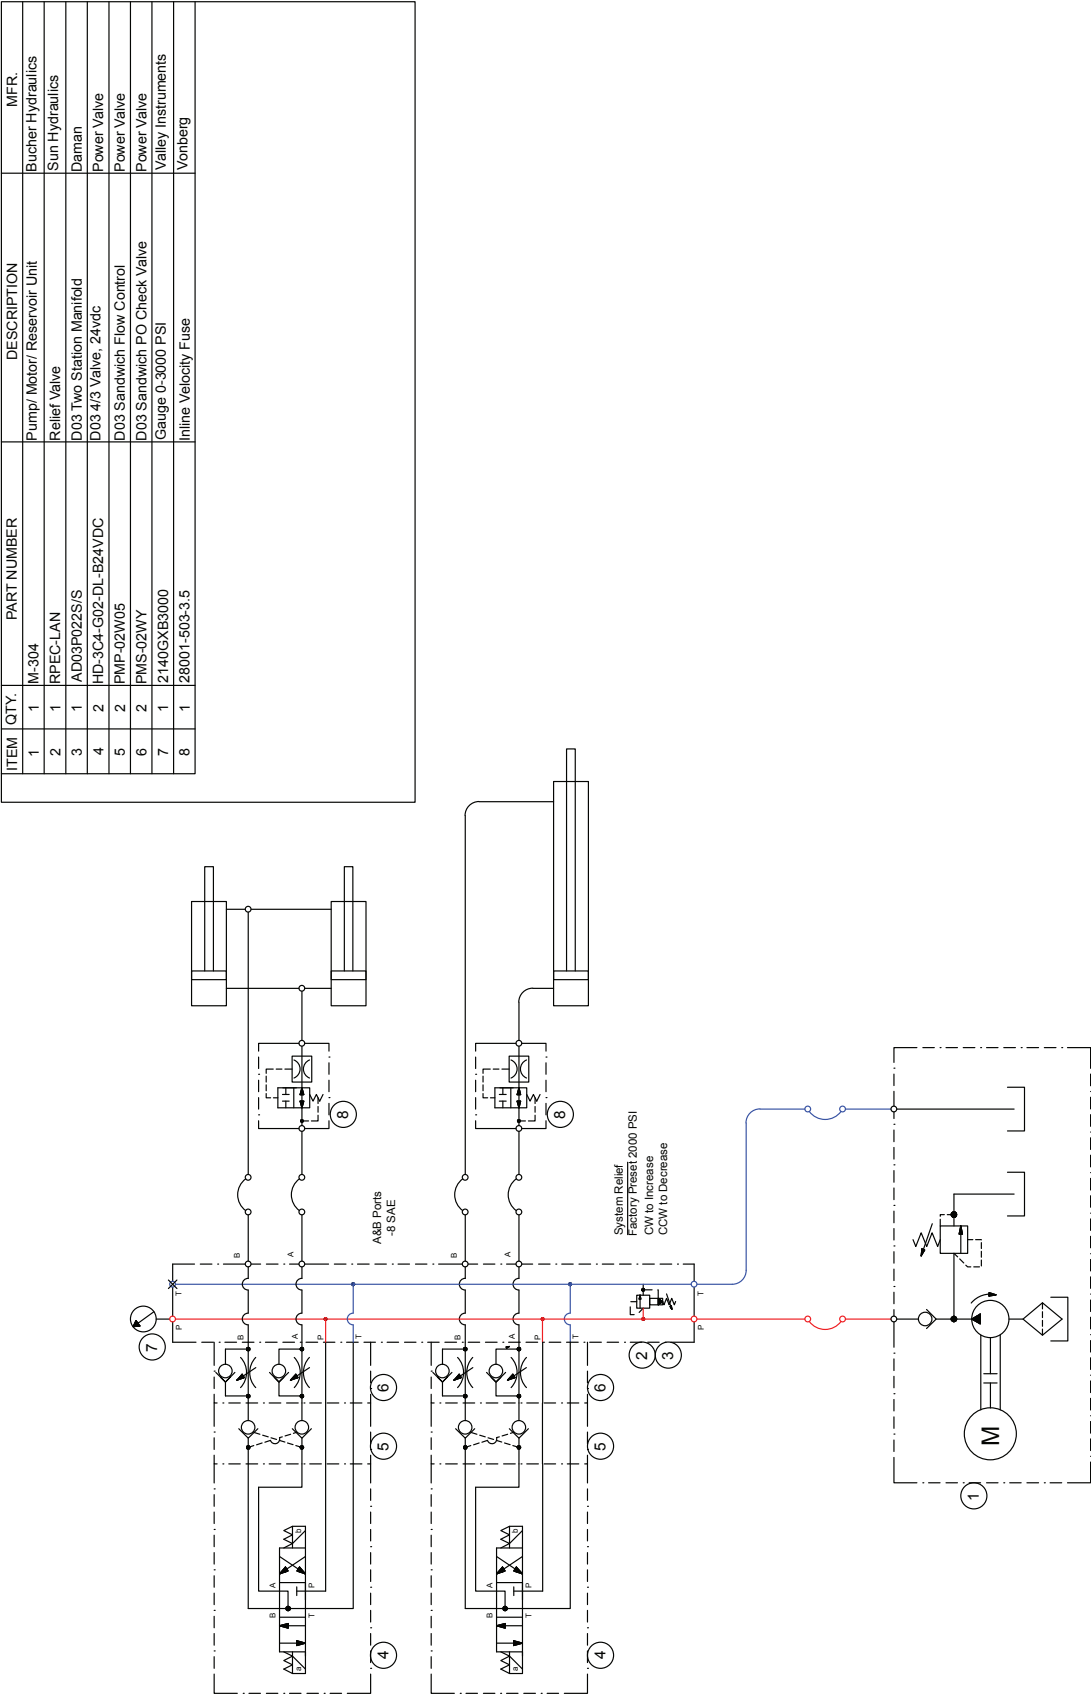 ITEM QTY. PART NUMBER DESCRIPTION MFR.
1 1 M-304 Pump/ Motor/ Reservoir Unit Bucher Hydraulics
2 1 RPEC-LAN Relief Valve Sun Hydraulics
3 1 AD03P022S/S D03 Two Station Manifold Daman
4 2 HD-3C4-G02-DL-B24VDC D03 4/3 Valve, 24vdc Power Valve
5 2 PMP-02W05 D03 Sandwich Flow Control Power Valve
6 2 PMS-02WY D03 Sandwich PO Check Valve Power Valve
7 1 2140GXB3000 Gauge 0-3000 PSI Valley Instruments
8 1 28001-503-3.5 Inline Velocity Fuse Vonberg
8
8
A&B Ports
-8 SAE
System Relief
Factory Preset 2000 PSI
CW to Increase
CCW to Decrease
B
A
B
A
T
P
T
P
7
B
A
P
T
B
A
P
T
2
3
6
6
5
5
a
b
B
A
T
P
a
b
B
A
T
P
4
4
M
1